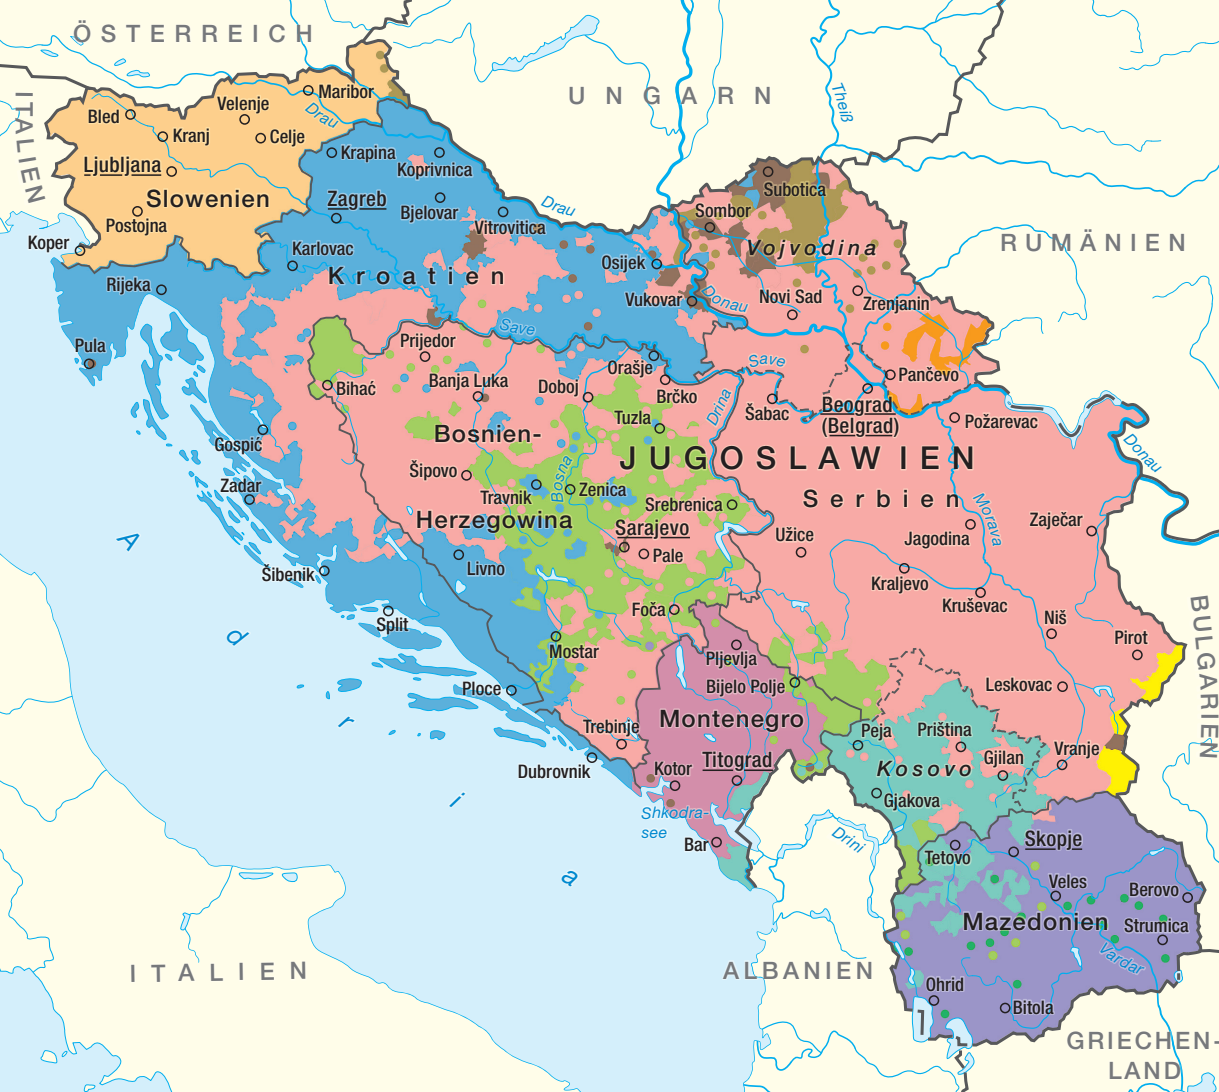 ÖSTERREICH
UNGARN
ITALIEN
RUMÄNIEN
BULGARIEN
ITALIEN
ALBANIEN
GRIECHEN-
LAND
Adria
JUGOSLAWIEN
Slowenien
Kroatien
Bosnien-
Herzegowina
Serbien
Vojvodina
Montenegro
Kosovo
Mazedonien
Theiß
Drau
Drau
Donau
Save
Save
Drina
Bosna
Morava
Donau
Shkodra-
see
Drini
Vardar
Maribor
Velenje
Bled
Kranj
Celje
Ljubljana
Postojna
Koper
Krapina
Koprivnica
Zagreb
Bjelovar
Vitrovitica
Karlovac
Rijeka
Osijek
Vukovar
Pula
Gospić
Zadar
Šibenik
Split
Ploce
Dubrovnik
Subotica
Sombor
Novi Sad
Zrenjanin
Pančevo
Prijedor
Bihać
Banja Luka
Doboj
Orašje
Brčko
Tuzla
Šipovo
Travnik
Zenica
Srebrenica
Sarajevo
Pale
Livno
Foča
Mostar
Trebinje
Šabac
Beograd
(Belgrad)
Požarevac
Užice
Jagodina
Zaječar
Kraljevo
Kruševac
Niš
Pirot
Leskovac
Vranje
Pljevlja
Bijelo Polje
Titograd
Kotor
Bar
Peja
Priština
Gjilan
Gjakova
Tetovo
Skopje
Veles
Berovo
Strumica
Ohrid
Bitola